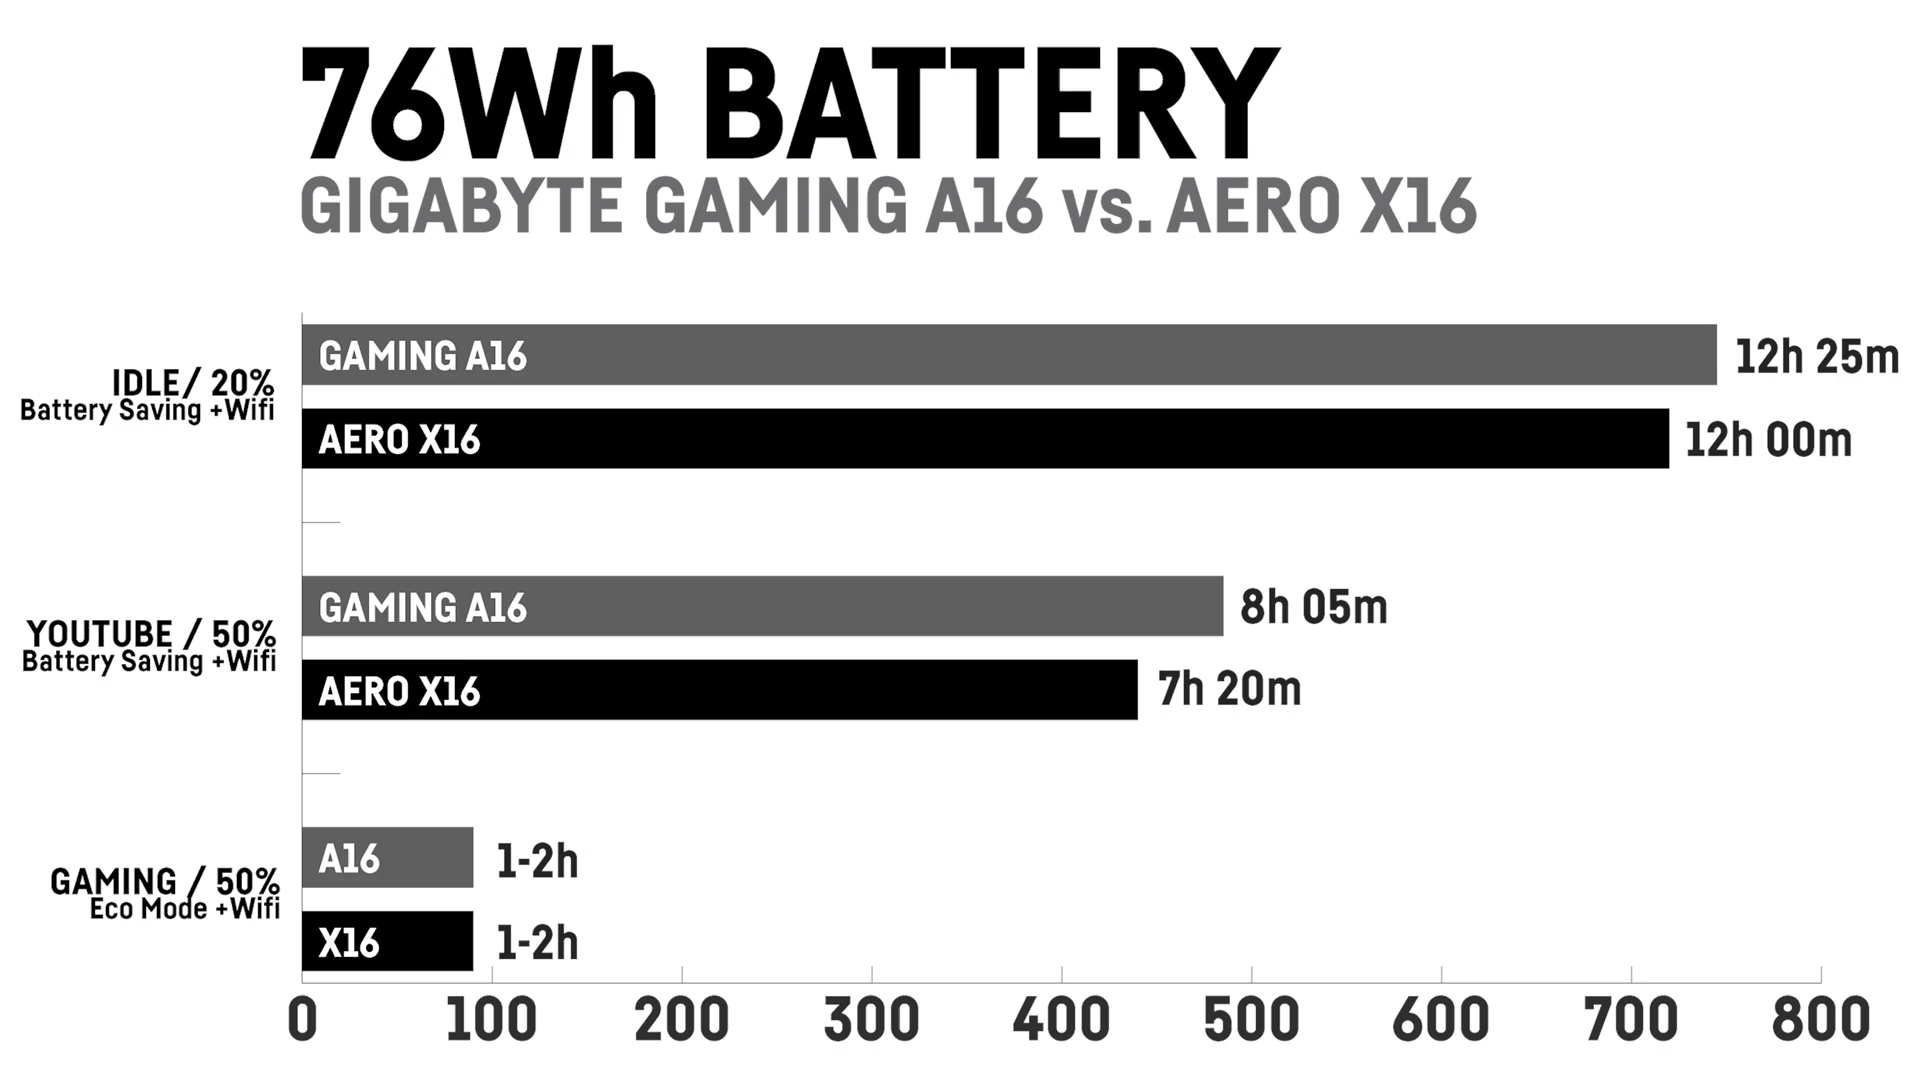 76Wh BATTERY
GIGABYTE GAMING A16 vs. AERO X16
IDLE/ 20%
Battery Saving +Wifi
GAMING A16
12h 25m
AERO X16
12h 00m
YOUTUBE / 50%
Battery Saving +Wifi
GAMING A16
8h 05m
AERO X16
7h 20m
GAMING / 50%
Eco Mode +Wifi
A16
1-2h
X16
1-2h
0 100 200 300 400 500 600 700 800